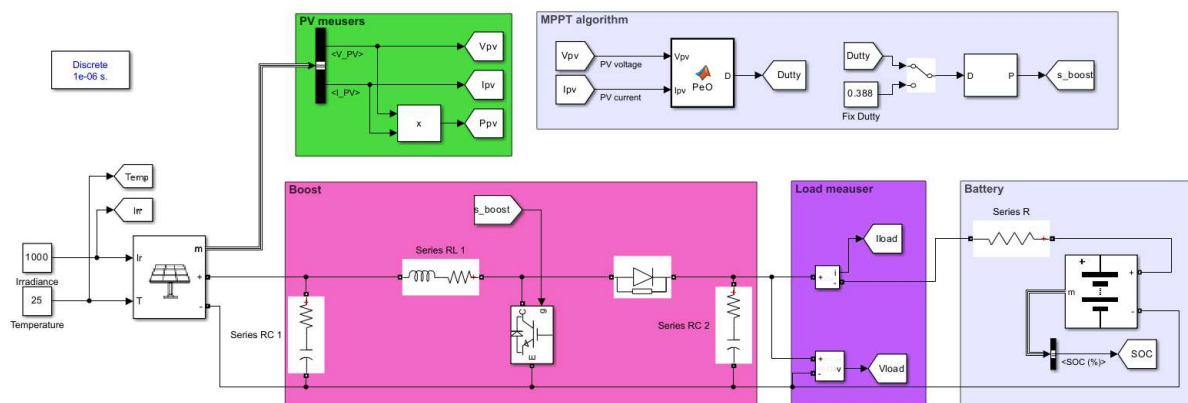 PV meusers
MPPT algorithm
Discrete
1e-06 s.
<V_PV>
Vpv
<I_PV>
Ipv
x
Ppv
Vpv
PV voltage
Ipv
PV current
Vpv
Ipv
PeO
D
Dutty
Dutty
0.388
Fix Dutty
D
P
s_boost
Temp
Irr
1000
Irradiance
25
Temperature
Ir
T
m
+
-
Boost
s_boost
Series RL 1
Series RC 1
Series RC 2
+
+
+
C
g
E
Load meauser
Iload
+
-
i
+
-
v
Vload
Battery
Series R
+
+
m
+
-
<SOC (%)>
SOC